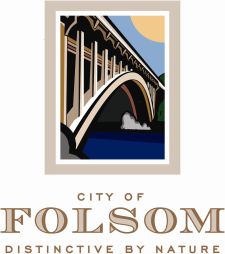 CITY OF
FOLSOM
DISTINCTIVE BY NATURE